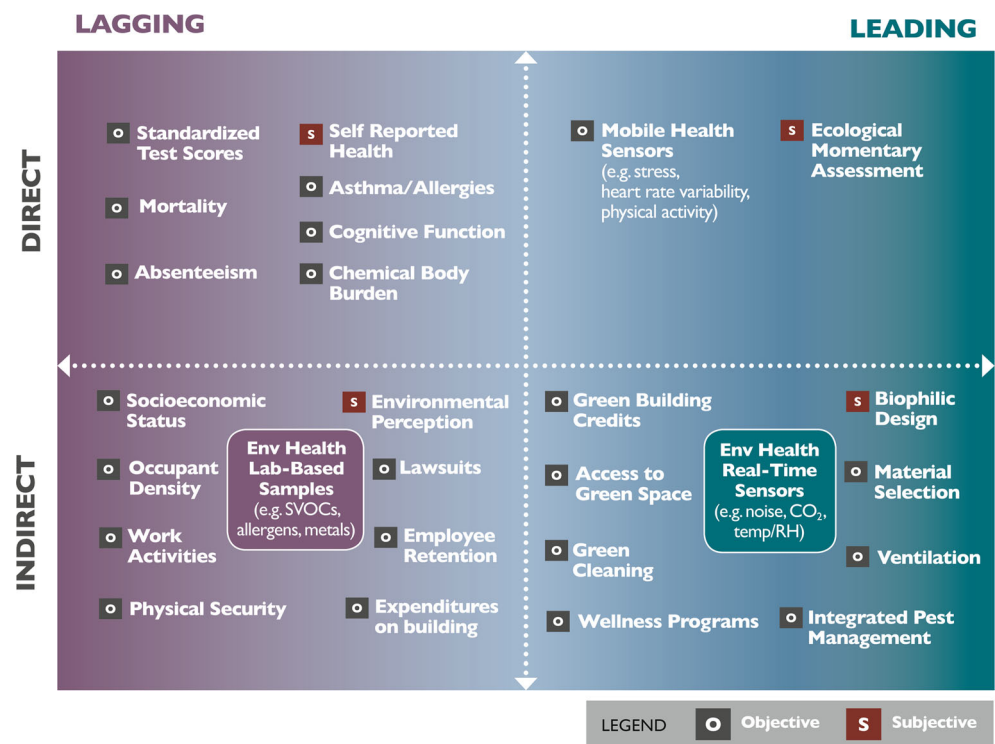 LAGGING
LEADING
DIRECT
O Standardized
Test Scores
O Mortality
O Absenteeism
S Self Reported
Health
O Asthma/Allergies
O Cognitive Function
O Chemical Body
Burden
O Mobile Health
Sensors
(e.g. stress,
heart rate variability,
physical activity)
S Ecological
Momentary
Assessment
INDIRECT
O Socioeconomic
Status
O Occupant
Density
O Work
Activities
O Physical Security
Env Health
Lab-Based
Samples
(e.g. SVOCs,
allergens, metals)
S Environmental
Perception
O Lawsuits
O Employee
Retention
O Expenditures
on building
O Green Building
Credits
O Access to
Green Space
O Green
Cleaning
O Wellness Programs
Env Health
Real-Time
Sensors
(e.g. noise, CO₂,
temp/RH)
S Biophilic
Design
O Material
Selection
O Ventilation
O Integrated Pest
Management
LEGEND O Objective S Subjective